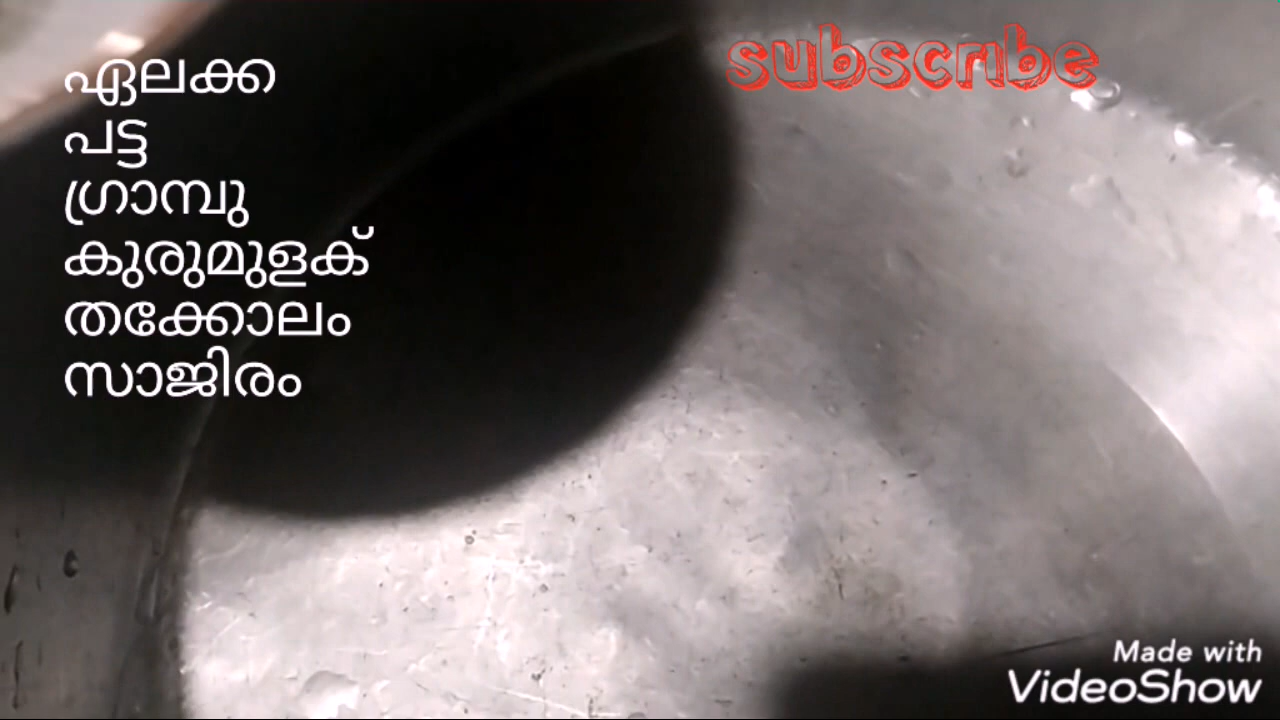 ഏലക്ക
പട്ട
ഗ്രാമ്പു
കുരുമുളക്
തക്കോലം
സാജിരം
subscribe
Made with
VideoShow